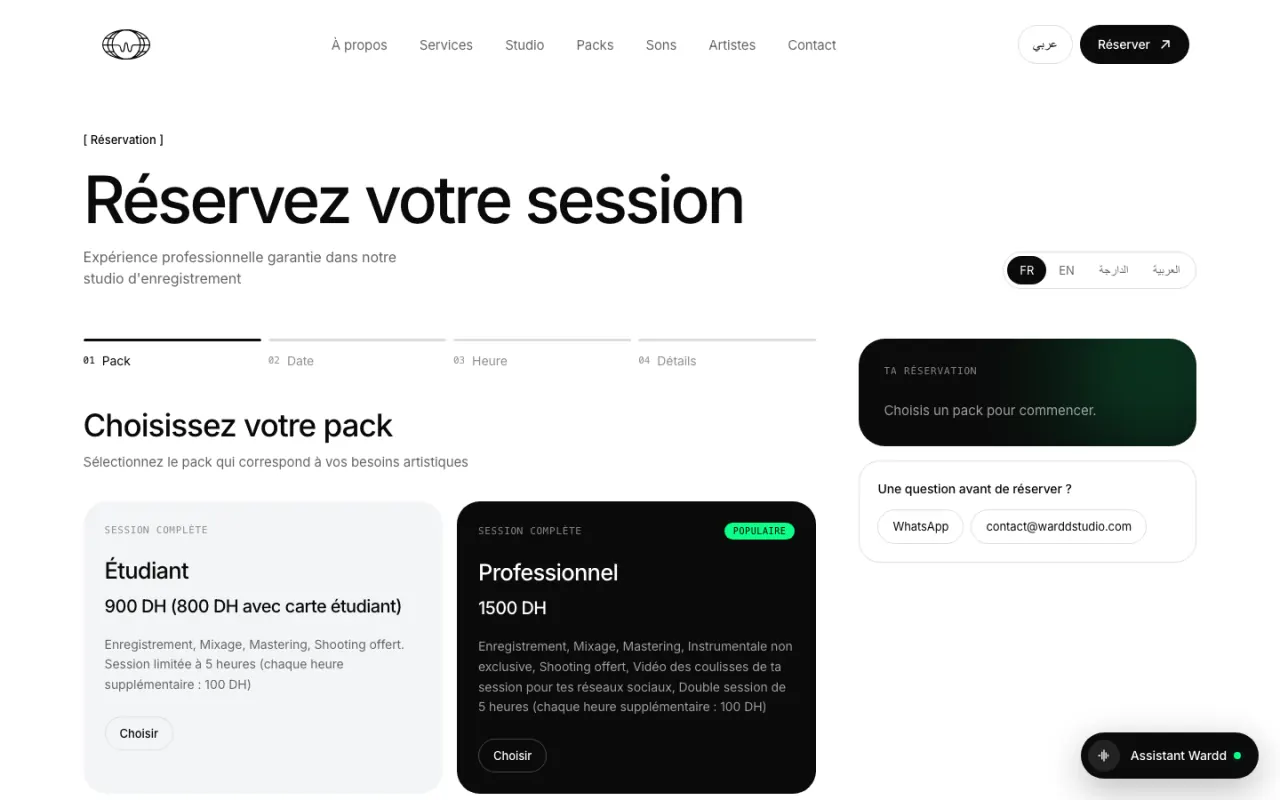 À propos
Services
Studio
Packs
Sons
Artistes
Contact
عربي
Réserver
[ Réservation ]
Réservez votre session
Expérience professionnelle garantie dans notre
studio d'enregistrement
FR
EN
الدارجة
العربية
01 Pack
02 Date
03 Heure
04 Détails
Choisissez votre pack
Sélectionnez le pack qui correspond à vos besoins artistiques
SESSION COMPLÈTE
Étudiant
900 DH (800 DH avec carte étudiant)
Enregistrement, Mixage, Mastering, Shooting offert.
Session limitée à 5 heures (chaque heure
supplémentaire : 100 DH)
Choisir
SESSION COMPLÈTE
POPULAIRE
Professionnel
1500 DH
Enregistrement, Mixage, Mastering, Instrumentale non
exclusive, Shooting offert, Vidéo des coulisses de ta
session pour tes réseaux sociaux, Double session de
5 heures (chaque heure supplémentaire : 100 DH)
Choisir
TA RÉSERVATION
Choisis un pack pour commencer.
Une question avant de réserver ?
WhatsApp
contact@warddstudio.com
Assistant Wardd